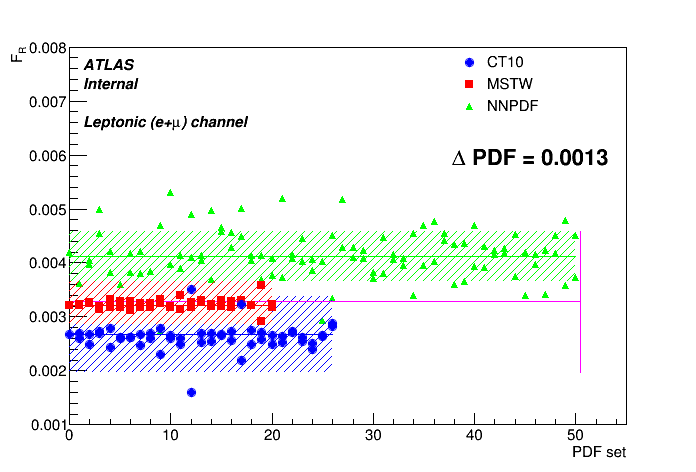 F_R
0.008
0.007
0.006
0.005
0.004
0.003
0.002
0.001
ATLAS
Internal
Leptonic (e+μ) channel
CT10
MSTW
NNPDF
Δ PDF = 0.0013
0 10 20 30 40 50
PDF set